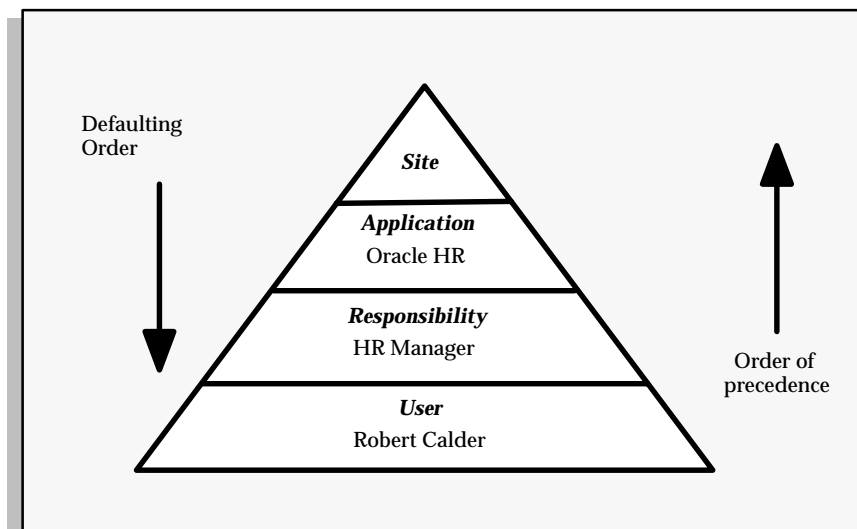 Defaulting
Order
Site
Application
Oracle HR
Responsibility
HR Manager
User
Robert Calder
Order of
precedence